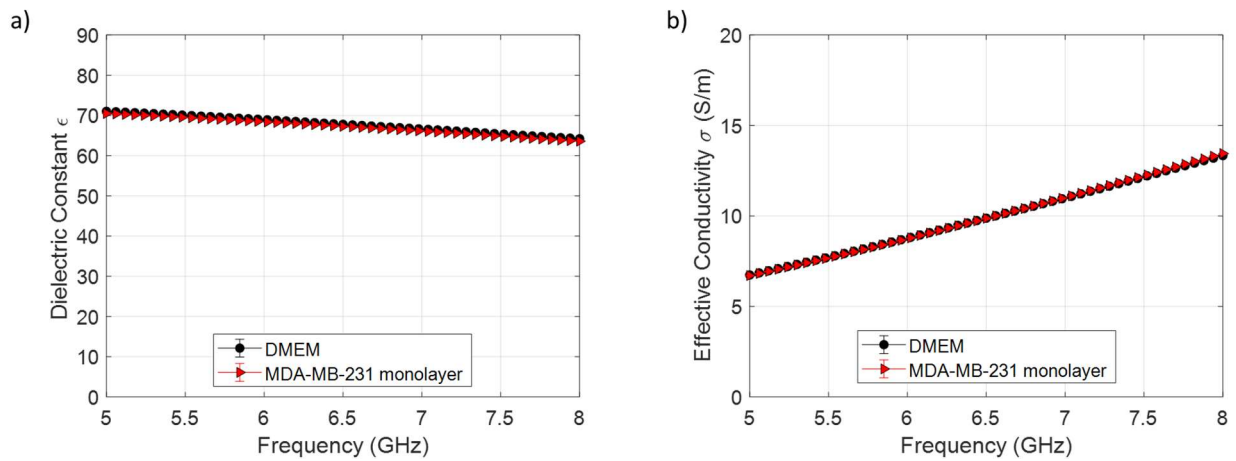 a)
90
80
70
60
50
40
30
20
10
0
Dielectric Constant ϵ
DMEM
MDA-MB-231 monolayer
5 5.5 6 6.5 7 7.5 8
Frequency (GHz)
b)
20
15
10
5
0
Effective Conductivity σ (S/m)
DMEM
MDA-MB-231 monolayer
5 5.5 6 6.5 7 7.5 8
Frequency (GHz)